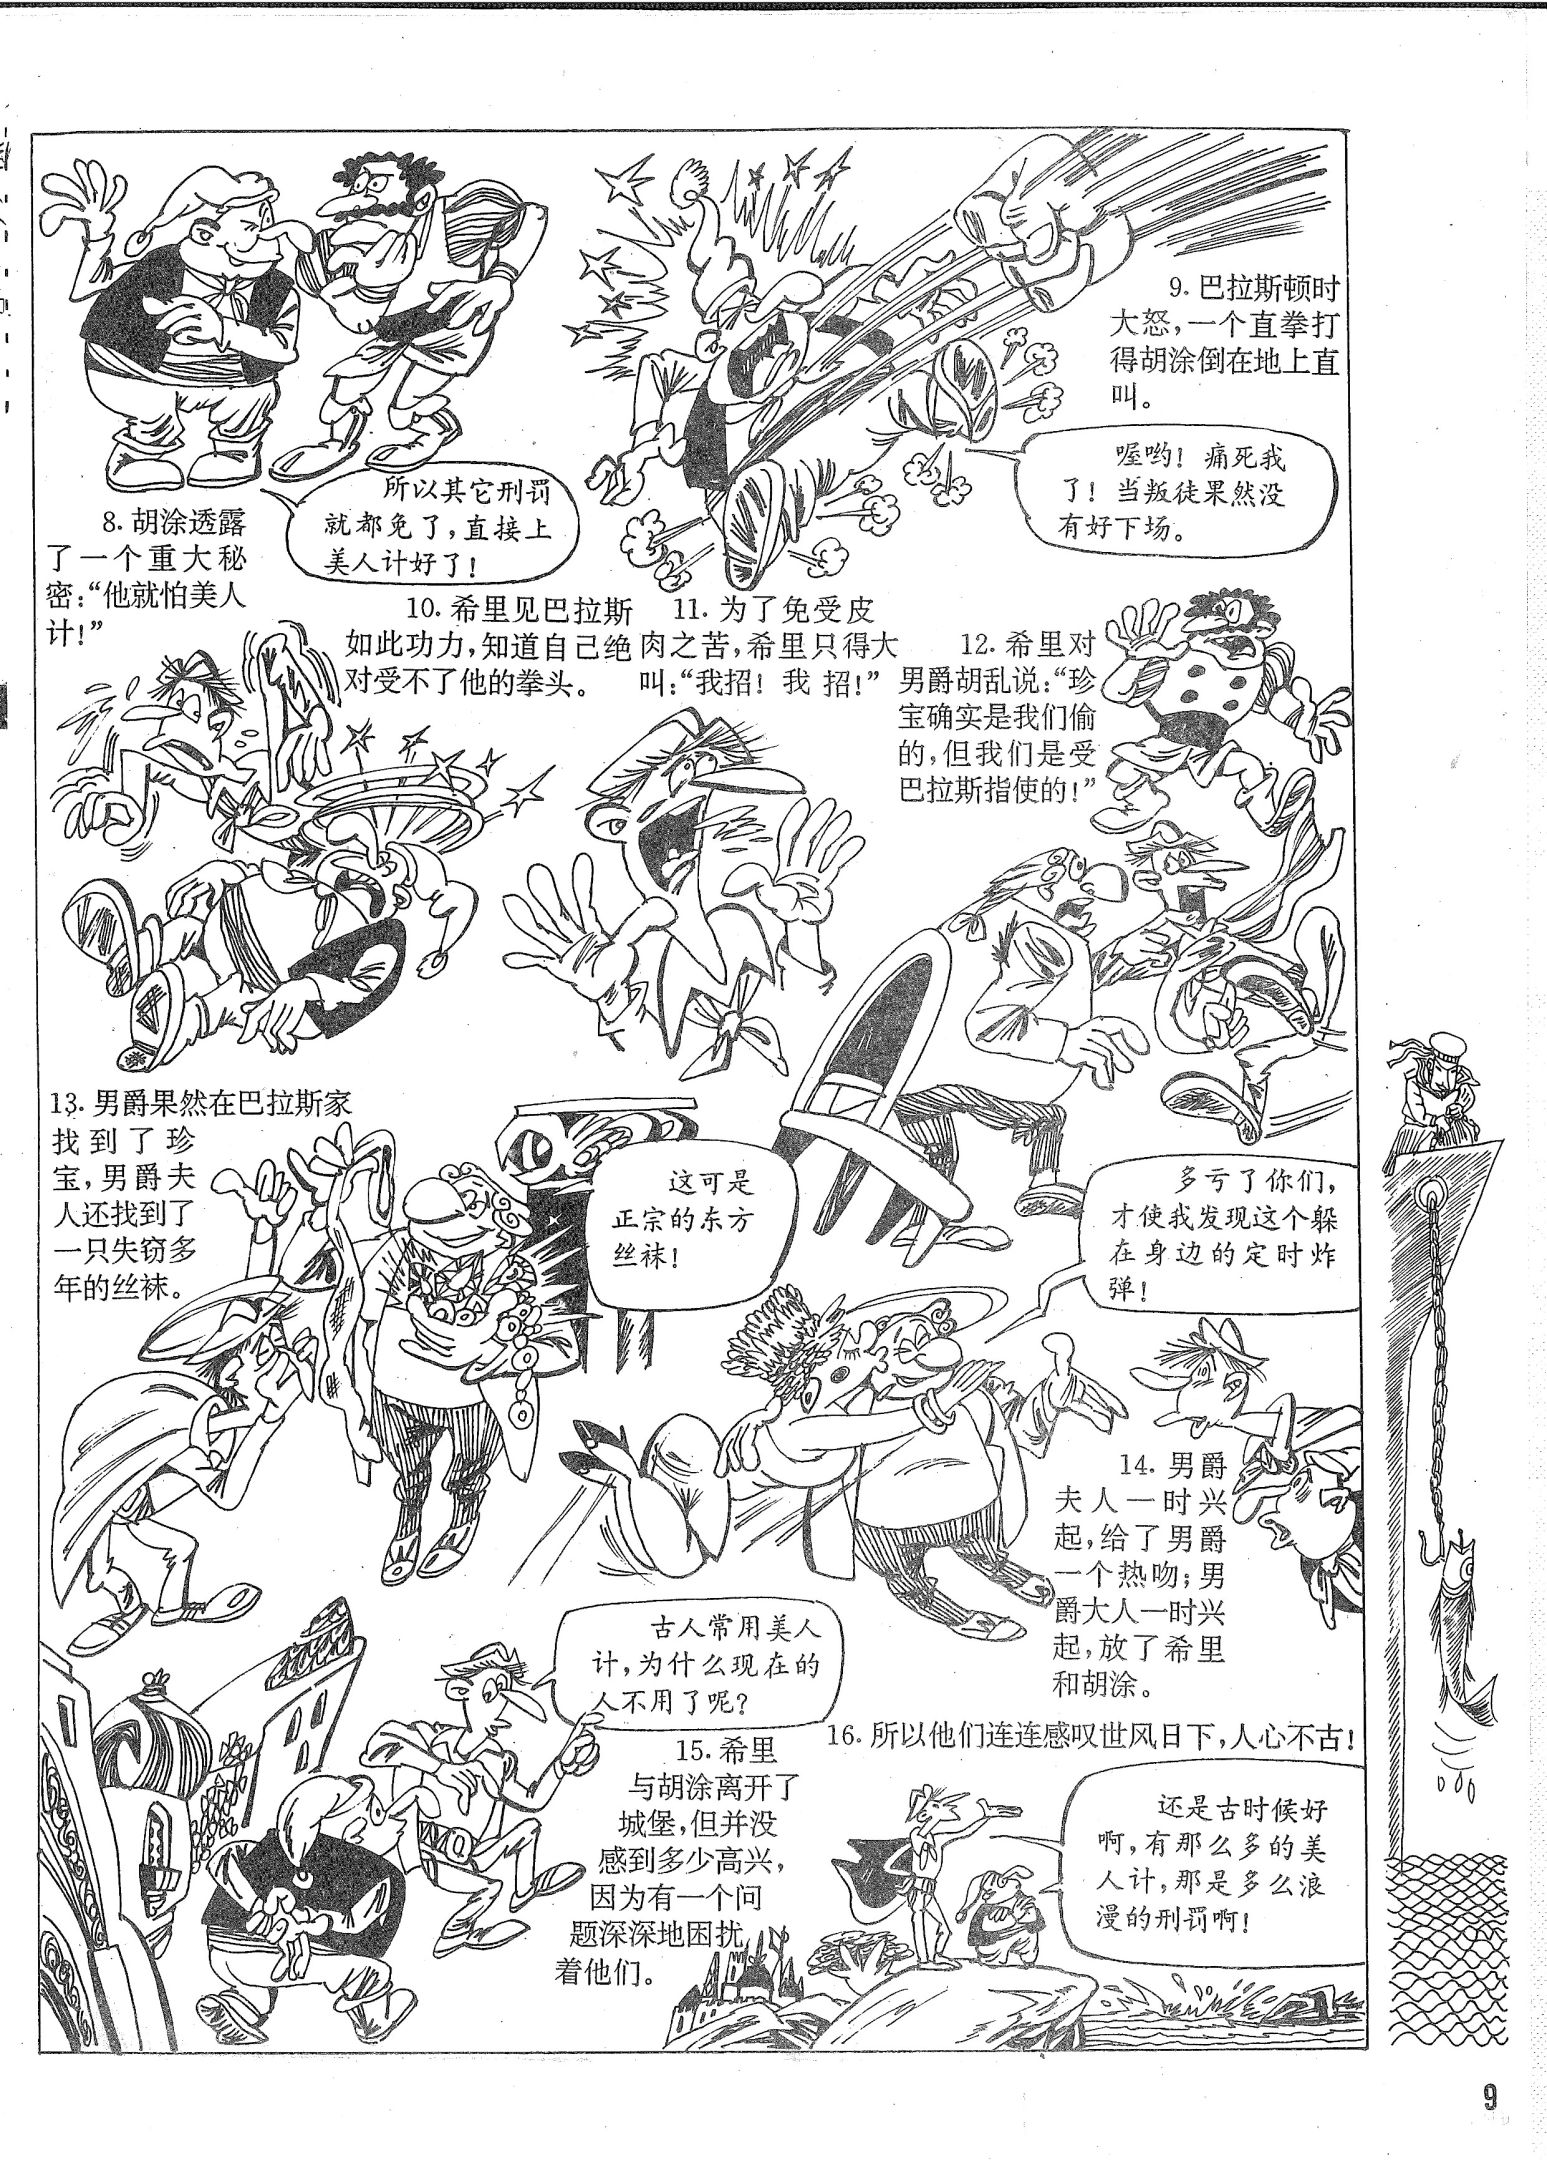 8. 胡涂透露
了一个重大秘
密：“他就怕美人
计！”
所以其它刑罚
就都免了，直接上
美人计好了！
9. 巴拉斯顿时
大怒，一个直拳打
得胡涂倒在地上直
叫。
喔哟！痛死我
了！当叛徒果然没
有好下场。
10. 希里见巴拉斯
如此功力，知道自己绝
对受不了他的拳头。
11. 为了免受皮
肉之苦，希里只得大
叫：“我招！我 招！”
12. 希里对
男爵胡乱说：“珍
宝确实是我们偷
的，但我们是受
巴拉斯指使的！”
13. 男爵果然在巴拉斯家
找到了珍
宝，男爵夫
人还找到了
一只失窃多
年的丝袜。
这可是
正宗的东方
丝袜！
多亏了你们，
才使我发现这个躲
在身边的定时炸
弹！
14. 男爵
夫人一时兴
起，给了男爵
一个热吻；男
爵大人一时兴
起，放了希里
和胡涂。
古人常用美人
计，为什么现在的
人不用了呢？
15. 希里
与胡涂离开了
城堡，但并没
感到多少高兴，
因为有一个问
题深深地困扰
着他们。
16. 所以他们连连感叹世风日下，人心不古！
还是古时候好
啊，有那么多的美
人计，那是多么浪
漫的刑罚啊！
9